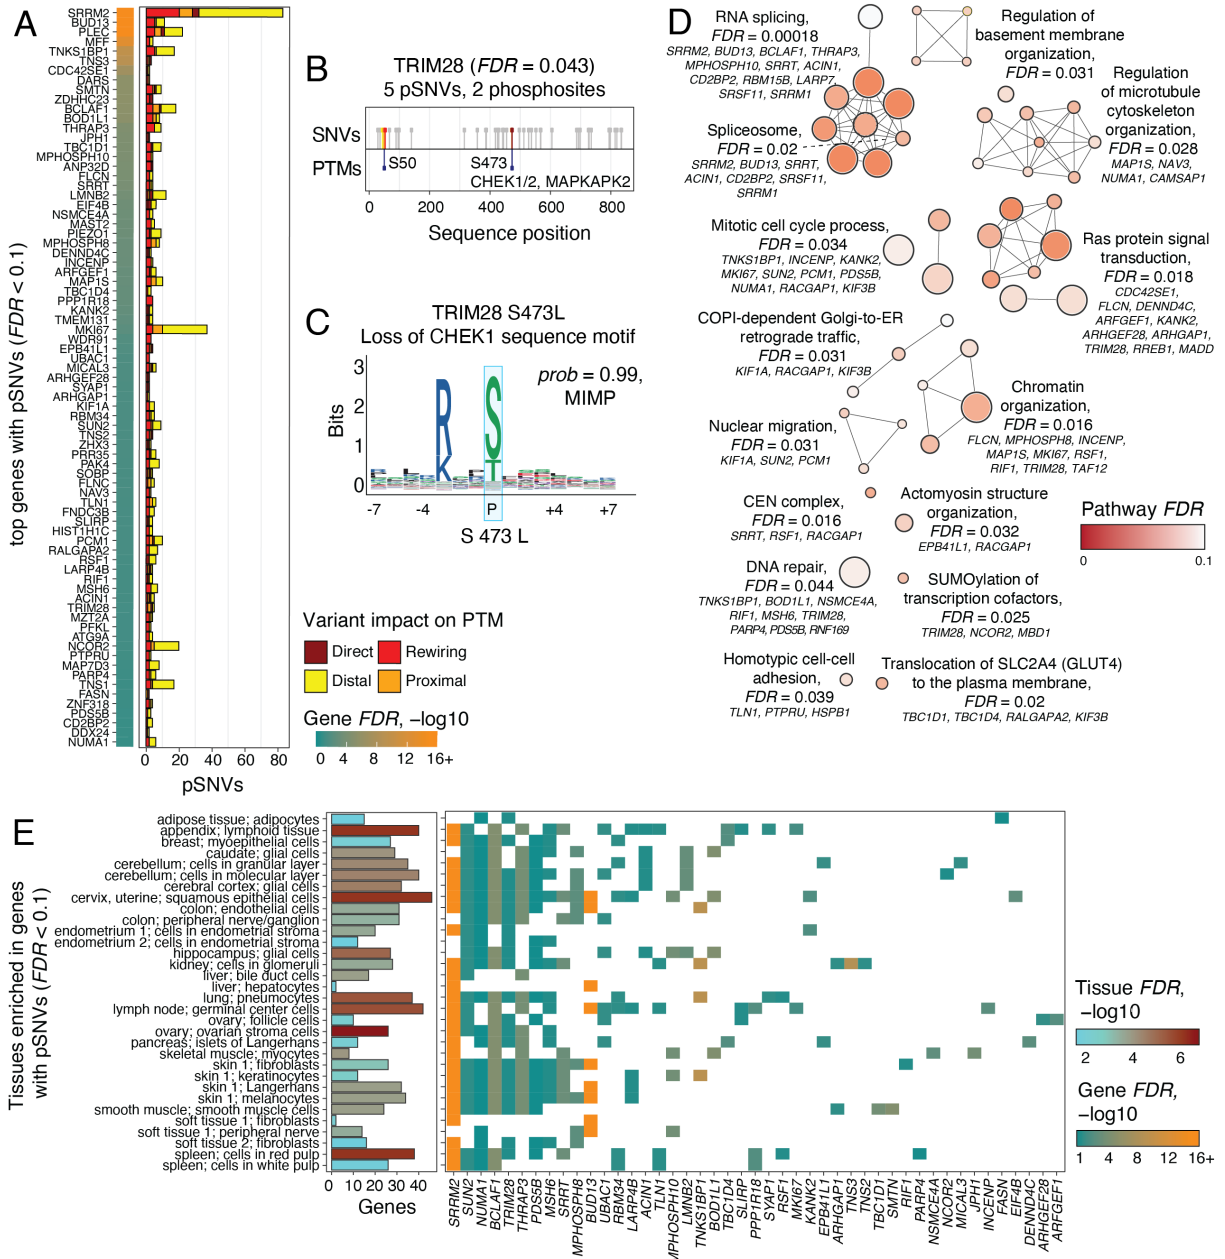 A
top genes with pSNVs (FDR < 0.1)
SRRM2
BUD13
PLEC
MFF
TNKS1BP1
TNS3
CDC42SE1
DARS
SMTN
ZDHHC23
BCLAF1
BOD1L1
THRAP3
JPH1
TBC1D1
MPHOSPH10
ANP32D
FLCN
SRRT
LMNB2
EIF4B
NSMCE4A
MAST2
PIEZO1
MPHOSPH8
DENND4C
INCENP
ARFGEF1
MAP1S
TBC1D4
PPP1R18
KANK2
TMEM131
MKI67
WDR91
EPB41L1
UBAC1
MICAL3
ARHGEF28
SYAP1
ARHGAP1
KIF1A
RBM34
SUN2
TNS2
ZHX3
PRR35
PAK4
SOBP
FLNC
NAV3
TLN1
FNDC3B
SLIRP
HIST1H1C
PCM1
RALGAPA2
RSF1
LARP4B
RIF1
MSH6
ACIN1
TRIM28
MZT2A
PFKL
ATG9A
NCOR2
PTPRU
MAP7D3
PARP4
TNS1
FASN
ZNF318
PDS5B
CD2BP2
DDX24
NUMA1
0 20 40 60 80
pSNVs
B
TRIM28 (FDR = 0.043)
5 pSNVs, 2 phosphosites
SNVs
PTMs
S50
S473
CHEK1/2, MAPKAPK2
0 200 400 600 800
Sequence position
C
TRIM28 S473L
Loss of CHEK1 sequence motif
prob = 0.99,
MIMP
Bits
3
2
1
0
R
K
S
T
-7 -4 P +4 +7
S 473 L
Variant impact on PTM
Direct Rewiring
Distal Proximal
Gene FDR, −log10
0 4 8 12 16+
D
RNA splicing,
FDR = 0.00018
SRRM2, BUD13, BCLAF1, THRAP3,
MPHOSPH10, SRRT, ACIN1,
CD2BP2, RBM15B, LARP7,
SRSF11, SRRM1
Spliceosome,
FDR = 0.02
SRRM2, BUD13, SRRT,
ACIN1, CD2BP2, SRSF11,
SRRM1
Regulation of
basement membrane
organization,
FDR = 0.031
Regulation
of microtubule
cytoskeleton
organization,
FDR = 0.028
MAP1S, NAV3,
NUMA1, CAMSAP1
Mitotic cell cycle process,
FDR = 0.034
TNKS1BP1, INCENP, KANK2,
MKI67, SUN2, PCM1, PDS5B,
NUMA1, RACGAP1, KIF3B
Ras protein signal
transduction,
FDR = 0.018
CDC42SE1,
FLCN, DENND4C,
ARFGEF1, KANK2,
ARHGEF28, ARHGAP1,
TRIM28, RREB1, MADD
COPI-dependent Golgi-to-ER
retrograde traffic,
FDR = 0.031
KIF1A, RACGAP1, KIF3B
Nuclear migration,
FDR = 0.031
KIF1A, SUN2, PCM1
Chromatin
organization,
FDR = 0.016
FLCN, MPHOSPH8, INCENP,
MAP1S, MKI67, RSF1,
RIF1, TRIM28, TAF12
CEN complex,
FDR = 0.016
SRRT, RSF1, RACGAP1
Actomyosin structure
organization,
FDR = 0.032
EPB41L1, RACGAP1
Pathway FDR
0 0.1
DNA repair,
FDR = 0.044
TNKS1BP1, BOD1L1, NSMCE4A,
RIF1, MSH6, TRIM28,
PARP4, PDS5B, RNF169
SUMOylation of
transcription cofactors,
FDR = 0.025
TRIM28, NCOR2, MBD1
Homotypic cell-cell
adhesion,
FDR = 0.039
TLN1, PTPRU, HSPB1
Translocation of SLC2A4 (GLUT4)
to the plasma membrane,
FDR = 0.02
TBC1D1, TBC1D4, RALGAPA2, KIF3B
E
Tissues enriched in genes
with pSNVs (FDR < 0.1)
adipose tissue; adipocytes
appendix; lymphoid tissue
breast; myoepithelial cells
caudate; glial cells
cerebellum; cells in granular layer
cerebellum; cells in molecular layer
cerebral cortex; glial cells
cervix, uterine; squamous epithelial cells
colon; endothelial cells
colon; peripheral nerve/ganglion
endometrium 1; cells in endometrial stroma
endometrium 2; cells in endometrial stroma
hippocampus; glial cells
kidney; cells in glomeruli
liver; bile duct cells
liver; hepatocytes
lung; pneumocytes
lymph node; germinal center cells
ovary; follicle cells
ovary; ovarian stroma cells
pancreas; islets of Langerhans
skeletal muscle; myocytes
skin 1; fibroblasts
skin 1; keratinocytes
skin 1; Langerhans
skin 1; melanocytes
smooth muscle; smooth muscle cells
soft tissue 1; fibroblasts
soft tissue 1; peripheral nerve
soft tissue 2; fibroblasts
spleen; cells in red pulp
spleen; cells in white pulp
0 10 20 30 40
Genes
SRRM2
SUN2
NUMA1
BCLAF1
TRIM28
THRAP3
PDS5B
MSH6
SRRT
MPHOSPH8
BUD13
UBAC1
RBM34
LARP4B
ACIN1
TLN1
MPHOSPH10
LMNB2
TNKS1BP1
BOD1L1
TBC1D4
SLIRP
PPP1R18
SYAP1
RSF1
MKI67
KANK2
EPB41L1
ARHGAP1
TNS3
TNS2
TBC1D1
SMTN
RIF1
PARP4
NSMCE4A
NCOR2
MICAL3
JPH1
INCENP
FASN
EIF4B
DENND4C
ARHGEF28
ARFGEF1
Tissue FDR,
−log10
2 4 6
Gene FDR,
−log10
1 4 8 12 16+